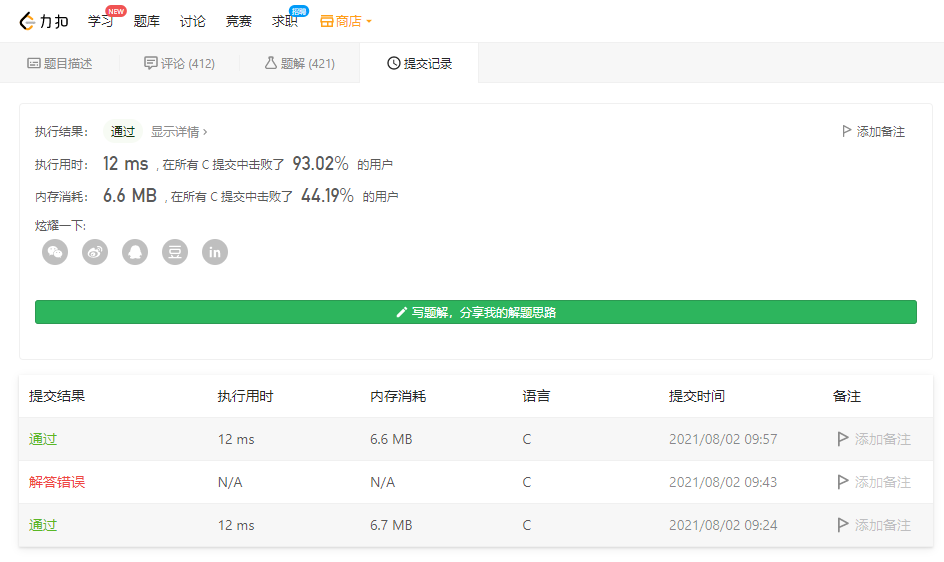 力扣 学习 NEW 题库 讨论 竞赛 求职 招聘 商店
题目描述 评论 (412) 题解 (421) 提交记录
执行结果： 通过 显示详情 › 添加备注
执行用时： 12 ms , 在所有 C 提交中击败了 93.02% 的用户
内存消耗： 6.6 MB , 在所有 C 提交中击败了 44.19% 的用户
炫耀一下:
豆 in
写题解，分享我的解题思路
提交结果 执行用时 内存消耗 语言 提交时间 备注
通过 12 ms 6.6 MB C 2021/08/02 09:57 添加备注
解答错误 N/A N/A C 2021/08/02 09:43 添加备注
通过 12 ms 6.7 MB C 2021/08/02 09:24 添加备注